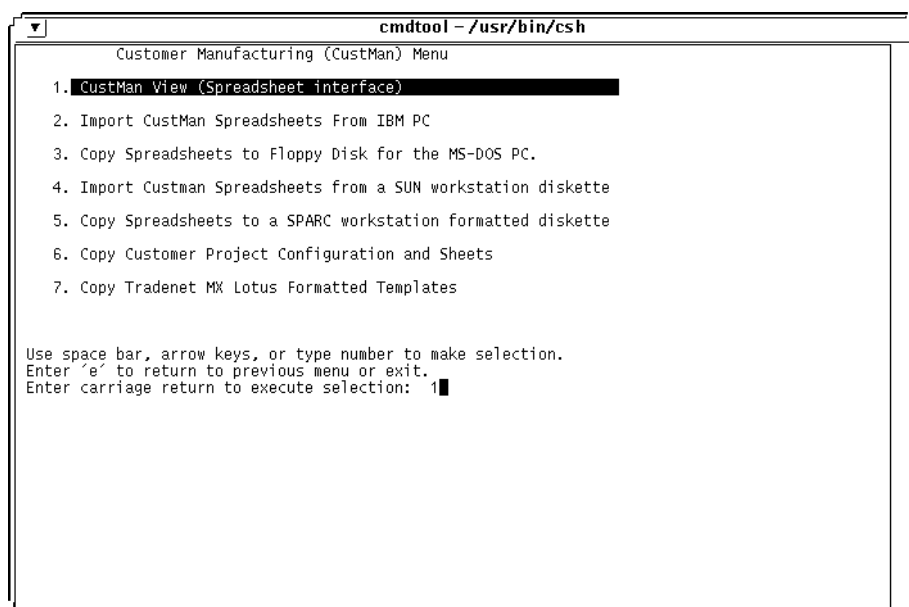 cmdtool – /usr/bin/csh
Customer Manufacturing (CustMan) Menu
1. CustMan View (Spreadsheet interface)
2. Import CustMan Spreadsheets From IBM PC
3. Copy Spreadsheets to Floppy Disk for the MS-DOS PC.
4. Import Custman Spreadsheets from a SUN workstation diskette
5. Copy Spreadsheets to a SPARC workstation formatted diskette
6. Copy Customer Project Configuration and Sheets
7. Copy Tradenet MX Lotus Formatted Templates
Use space bar, arrow keys, or type number to make selection.
Enter ´e´ to return to previous menu or exit.
Enter carriage return to execute selection: 1